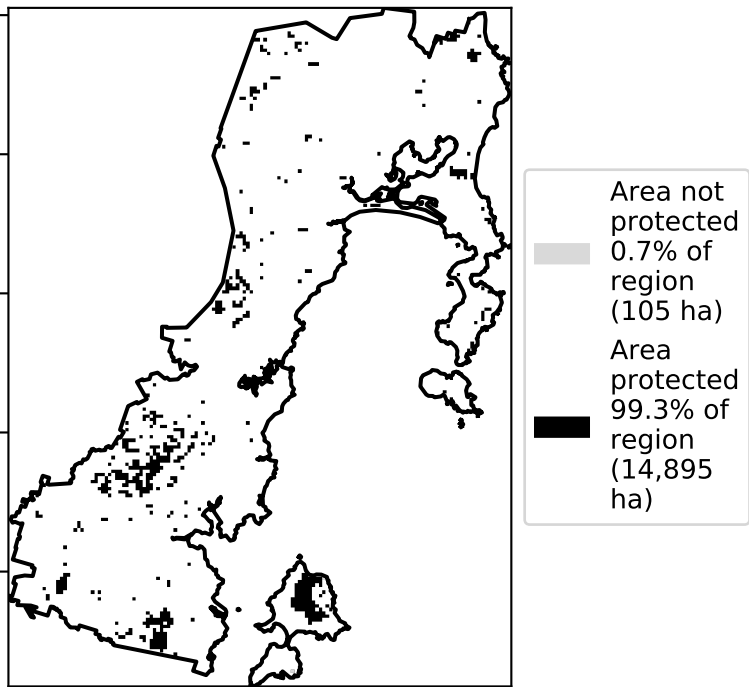 Area not
protected
0.7% of
region
(105 ha)
Area
protected
99.3% of
region
(14,895
ha)